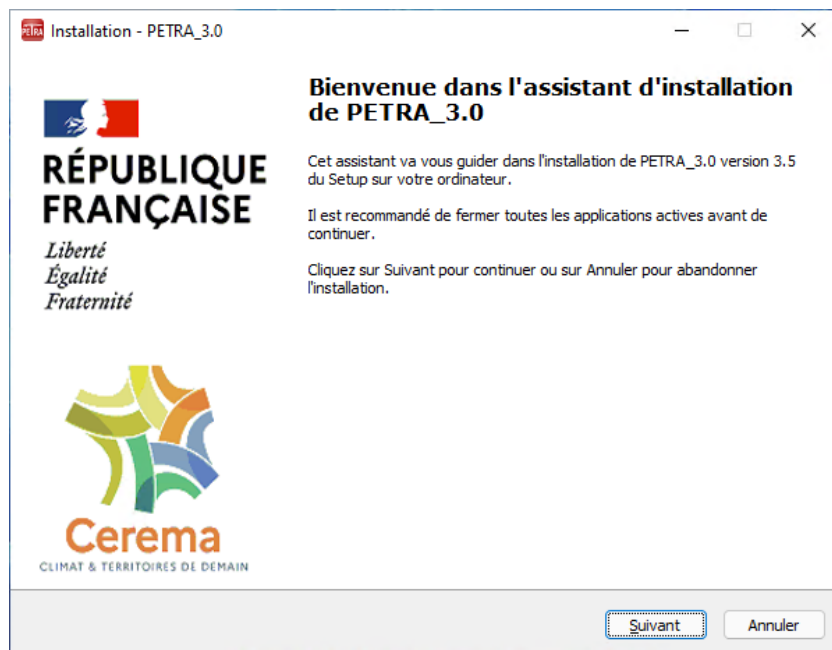 PETRA
Installation - PETRA_3.0
Bienvenue dans l'assistant d'installation
de PETRA_3.0
RÉPUBLIQUE
FRANÇAISE
Liberté
Égalité
Fraternité
Cet assistant va vous guider dans l'installation de PETRA_3.0 version 3.5
du Setup sur votre ordinateur.
Il est recommandé de fermer toutes les applications actives avant de
continuer.
Cliquez sur Suivant pour continuer ou sur Annuler pour abandonner
l'installation.
Cerema
CLIMAT & TERRITOIRES DE DEMAIN
Suivant
Annuler